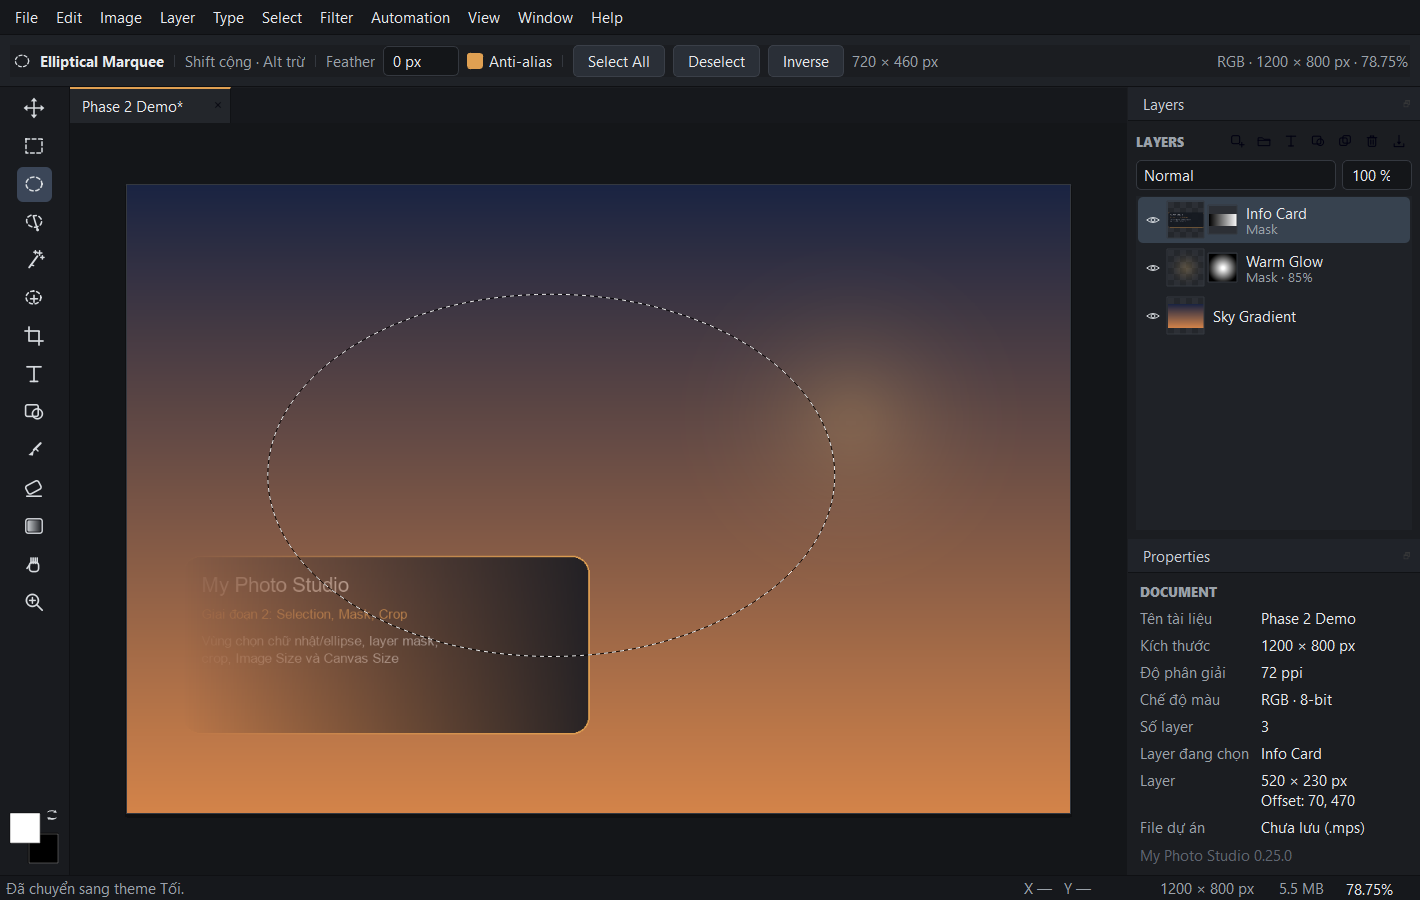 File Edit Image Layer Type Select Filter Automation View Window Help
Elliptical Marquee Shift cộng · Alt trừ Feather 0 px Anti-alias Select All Deselect Inverse 720 × 460 px RGB · 1200 × 800 px · 78.75%
Phase 2 Demo* ×
My Photo Studio
Giai đoạn 2: Selection, Mask, Crop
Vùng chọn chữ nhật/ellipse, layer mask,
crop, Image Size và Canvas Size
Layers
LAYERS
Normal 100 %
Info Card
Mask
Warm Glow
Mask · 85%
Sky Gradient
Properties
DOCUMENT
Tên tài liệu Phase 2 Demo
Kích thước 1200 × 800 px
Độ phân giải 72 ppi
Chế độ màu RGB · 8-bit
Số layer 3
Layer đang chọn Info Card
Layer 520 × 230 px
Offset: 70, 470
File dự án Chưa lưu (.mps)
My Photo Studio 0.25.0
Đã chuyển sang theme Tối. X — Y — 1200 × 800 px 5.5 MB 78.75%